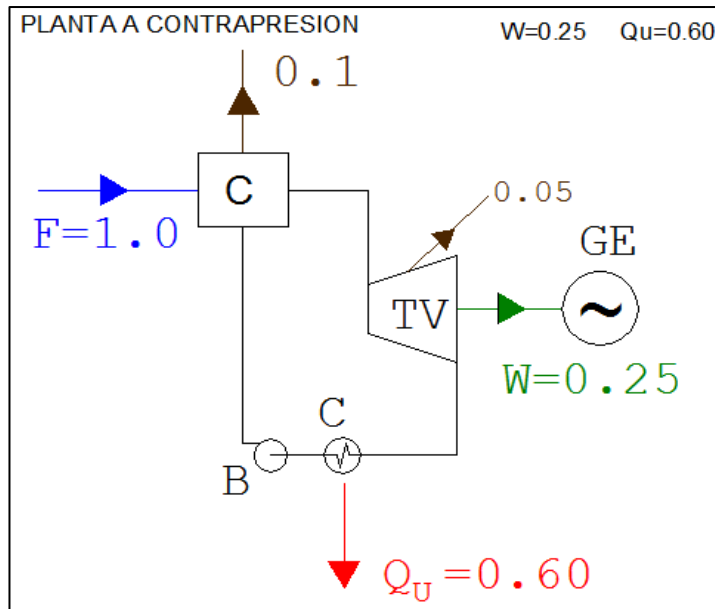 PLANTA A CONTRAPRESION
W=0.25 Qu=0.60
0.1
C
F=1.0
0.05
GE
TV
~
W=0.25
C
B
QU=0.60